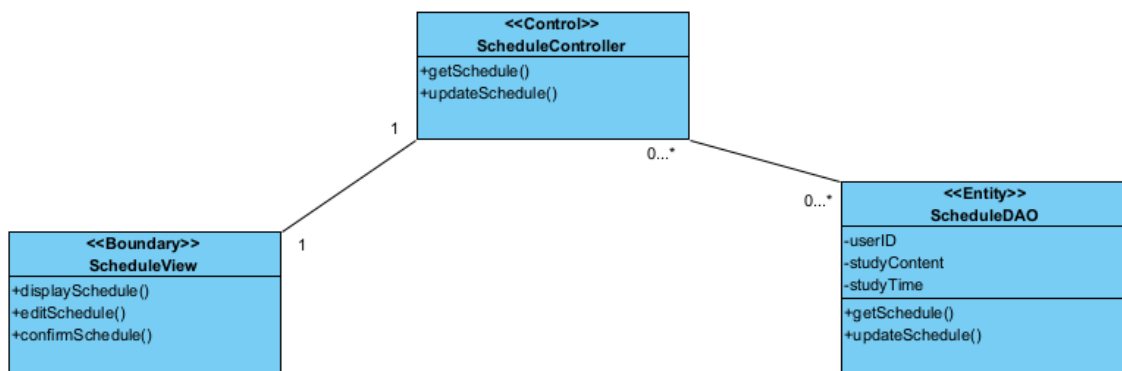 <<Control>>
ScheduleController
+getSchedule()
+updateSchedule()
1
0...*
<<Entity>>
ScheduleDAO
0...*
-userID
-studyContent
-studyTime
+getSchedule()
+updateSchedule()
<<Boundary>>
ScheduleView
1
+displaySchedule()
+editSchedule()
+confirmSchedule()